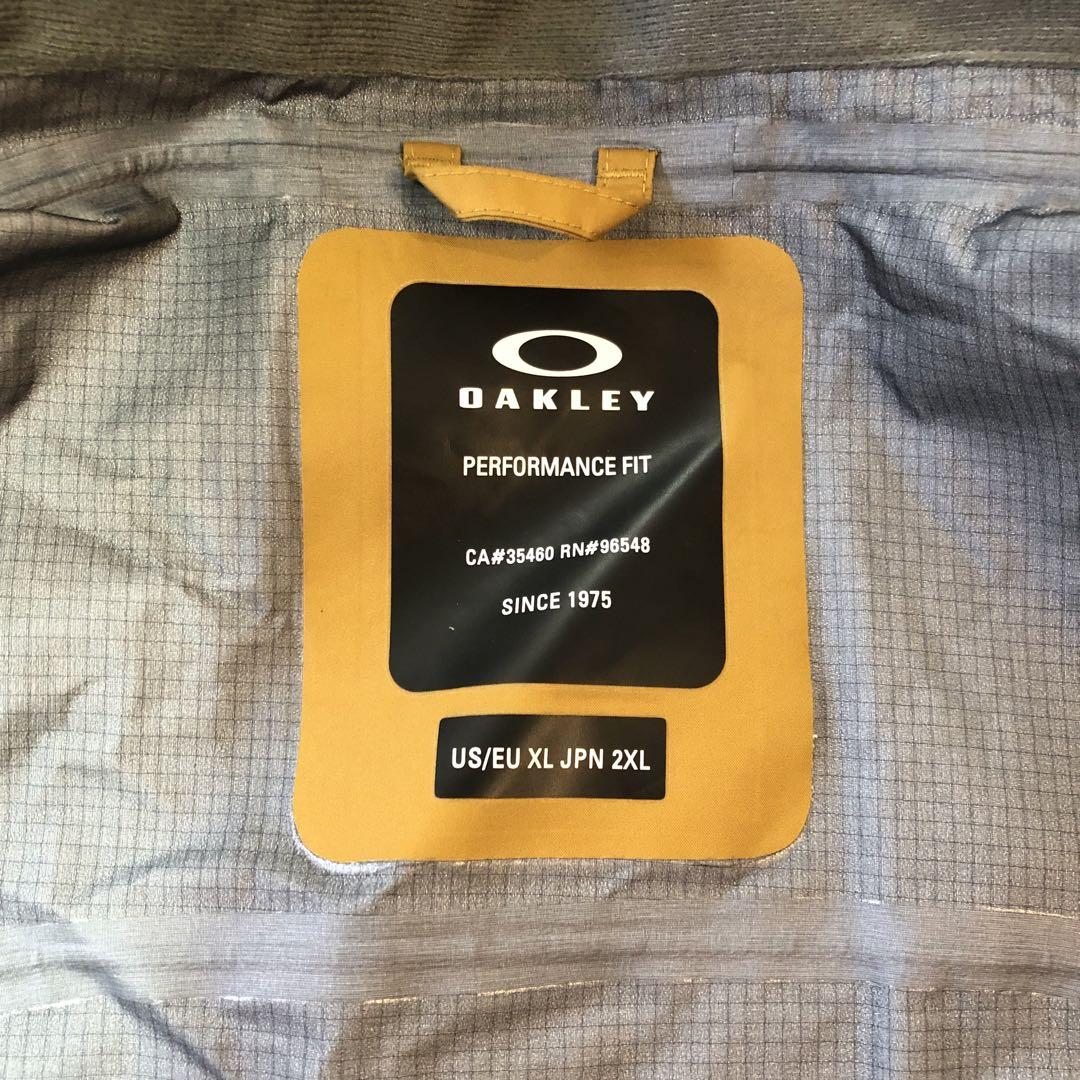 OAKLEY
PERFORMANCE FIT
CA#35460 RN#96548
SINCE 1975
US/EU XL JPN 2XL